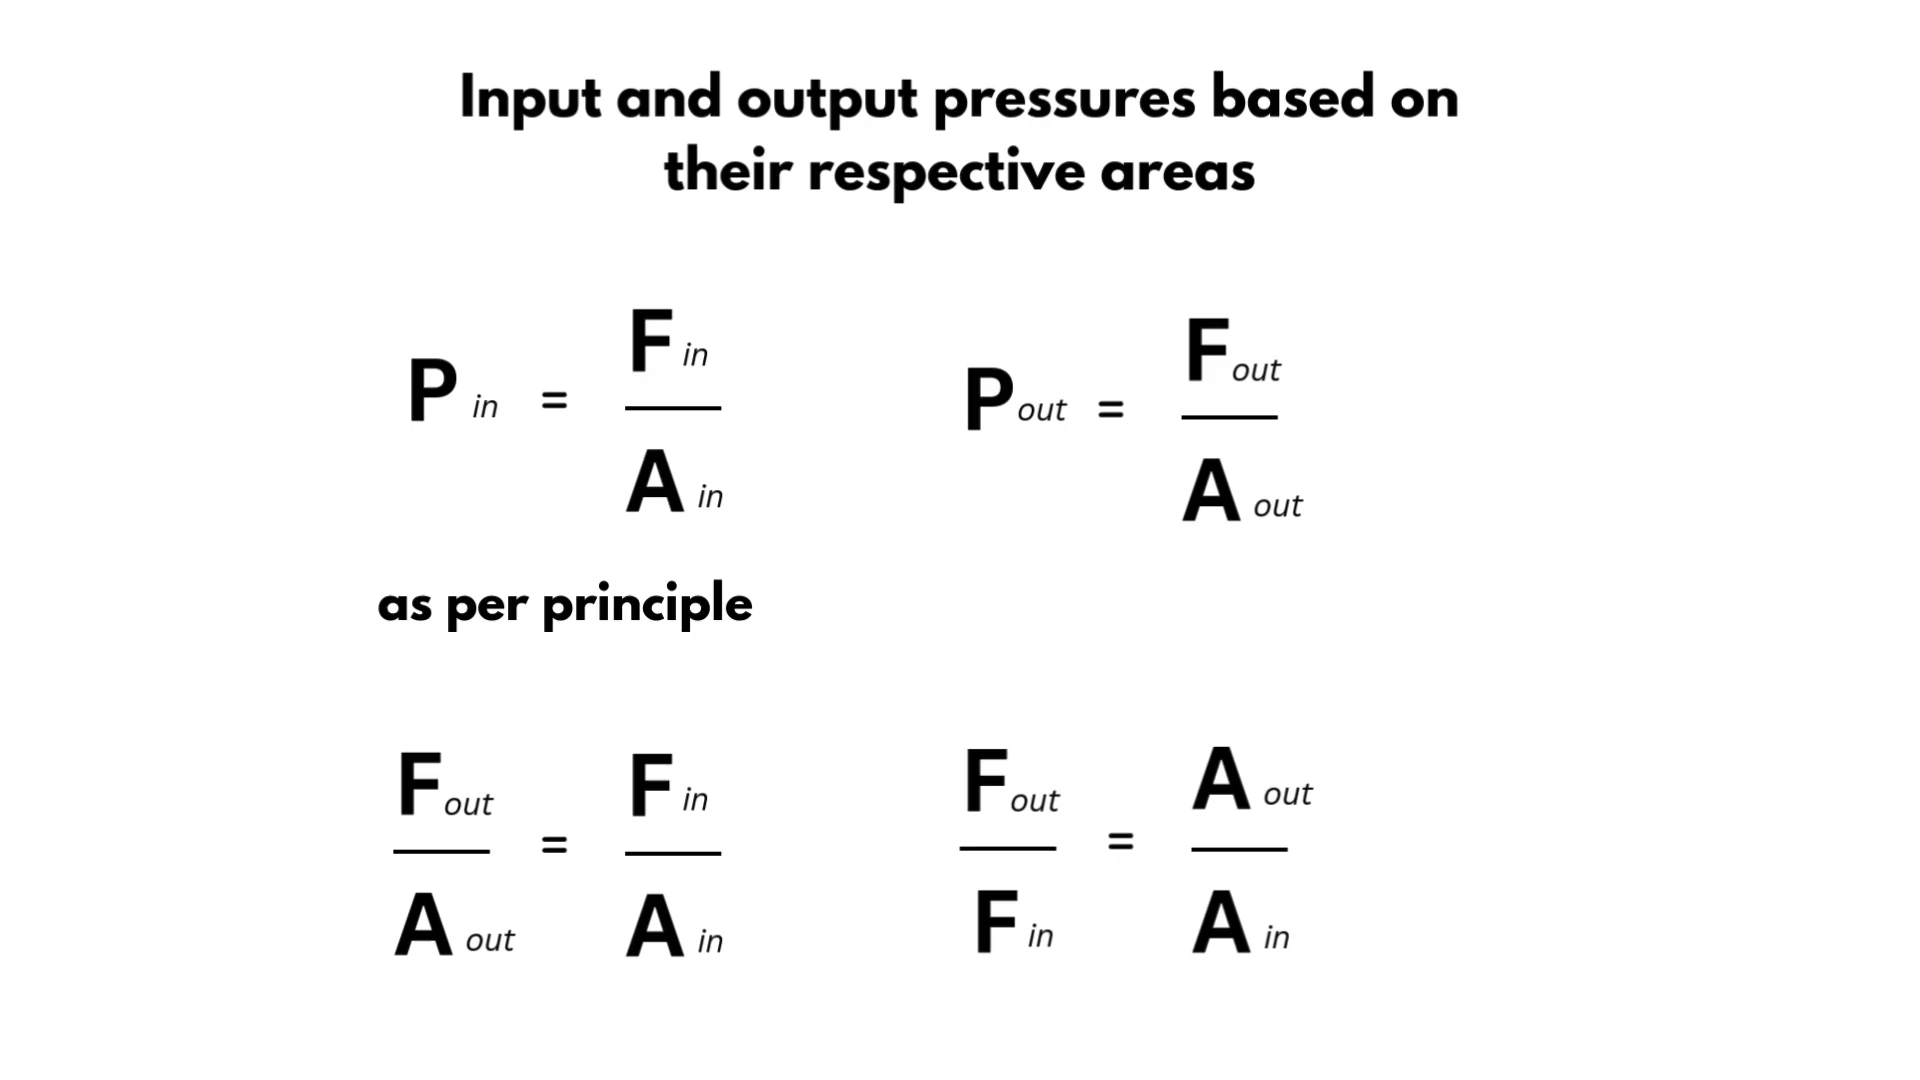 Input and output pressures based on
their respective areas
P in = F in / A in
P out = F out / A out
as per principle
F out / A out = F in / A in
F out / F in = A out / A in